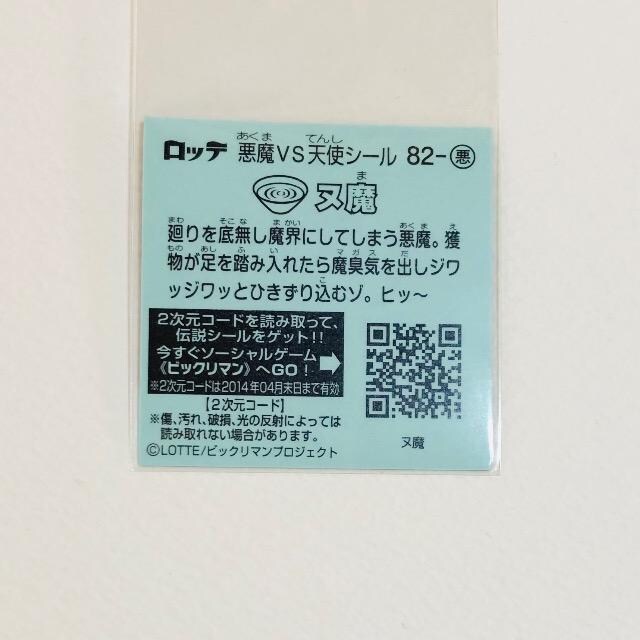 ロッテ 悪魔VS天使シール 82-悪
ヌ魔
廻りを底無し魔界にしてしまう悪魔。獲
物が足を踏み入れたら魔臭気を出しジワ
ッジワッとひきずり込むゾ。ヒッ〜
2次元コードを読み取って、
伝説シールをゲット!!
今すぐソーシャルゲーム
《ビックリマン》へGO!
※2次元コードは2014年04月末日まで有効
【2次元コード】
※傷、汚れ、破損、光の反射によっては
読み取れない場合があります。
©LOTTE/ビックリマンプロジェクト
ヌ魔